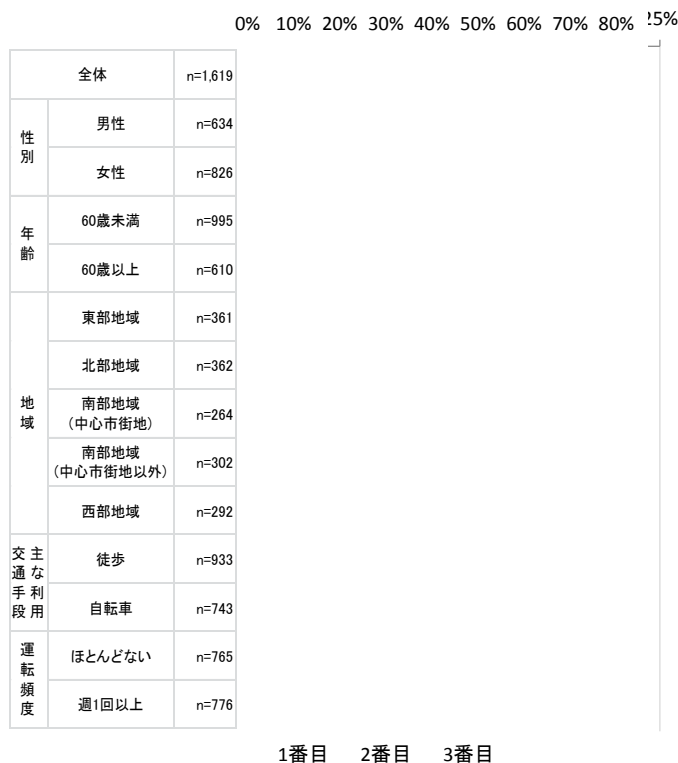 0% 10% 20% 30% 40% 50% 60% 70% 80% 25%
全体 n=1,619
性別
男性 n=634
女性 n=826
年齢
60歳未満 n=995
60歳以上 n=610
地域
東部地域 n=361
北部地域 n=362
南部地域
(中心市街地) n=264
南部地域
(中心市街地以外) n=302
西部地域 n=292
主な利用
交通手段
徒歩 n=933
自転車 n=743
運転頻度
ほとんどない n=765
週1回以上 n=776
1番目 2番目 3番目